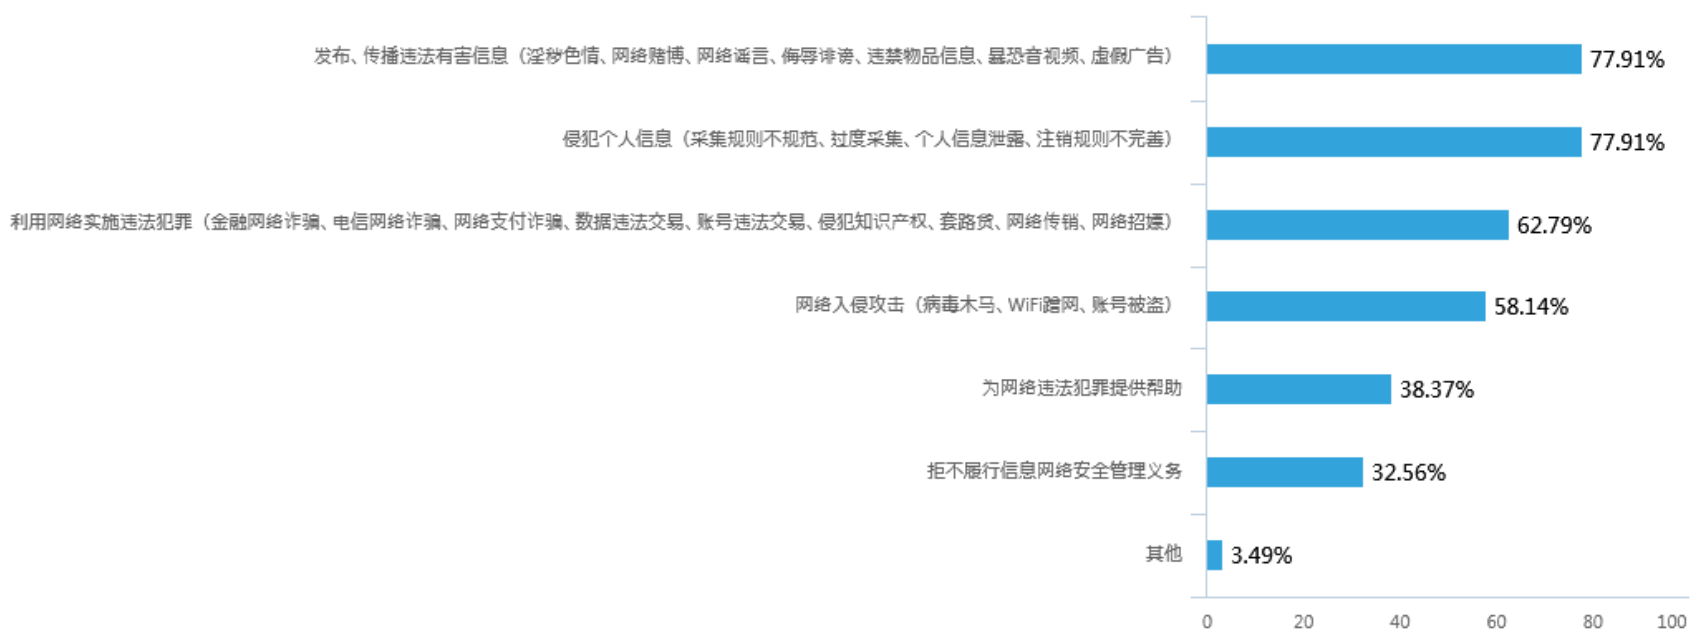 发布、传播违法有害信息（淫秽色情、网络赌博、网络谣言、侮辱诽谤、违禁物品信息、暴恐音视频、虚假广告）
77.91%
侵犯个人信息（采集规则不规范、过度采集、个人信息泄露、注销规则不完善）
77.91%
利用网络实施违法犯罪（金融网络诈骗、电信网络诈骗、网络支付诈骗、数据违法交易、账号违法交易、侵犯知识产权、套路贷、网络传销、网络招嫖）
62.79%
网络入侵攻击（病毒木马、WiFi蹭网、账号被盗）
58.14%
为网络违法犯罪提供帮助
38.37%
拒不履行信息网络安全管理义务
32.56%
其他
3.49%
0 20 40 60 80 100